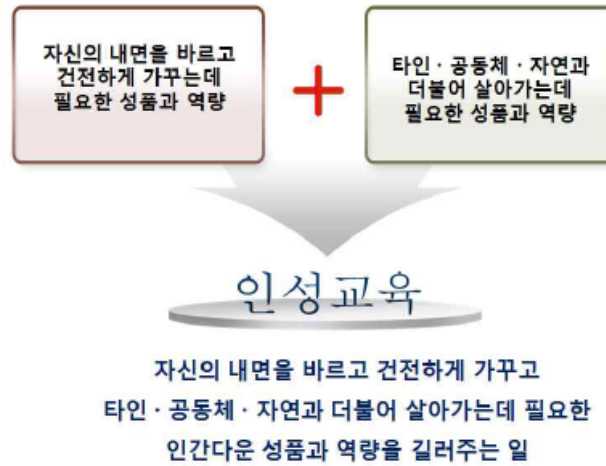 자신의 내면을 바르고
건전하게 가꾸는데
필요한 성품과 역량
+
타인 · 공동체 · 자연과
더불어 살아가는데
필요한 성품과 역량
인성교육
자신의 내면을 바르고 건전하게 가꾸고
타인 · 공동체 · 자연과 더불어 살아가는데 필요한
인간다운 성품과 역량을 길러주는 일